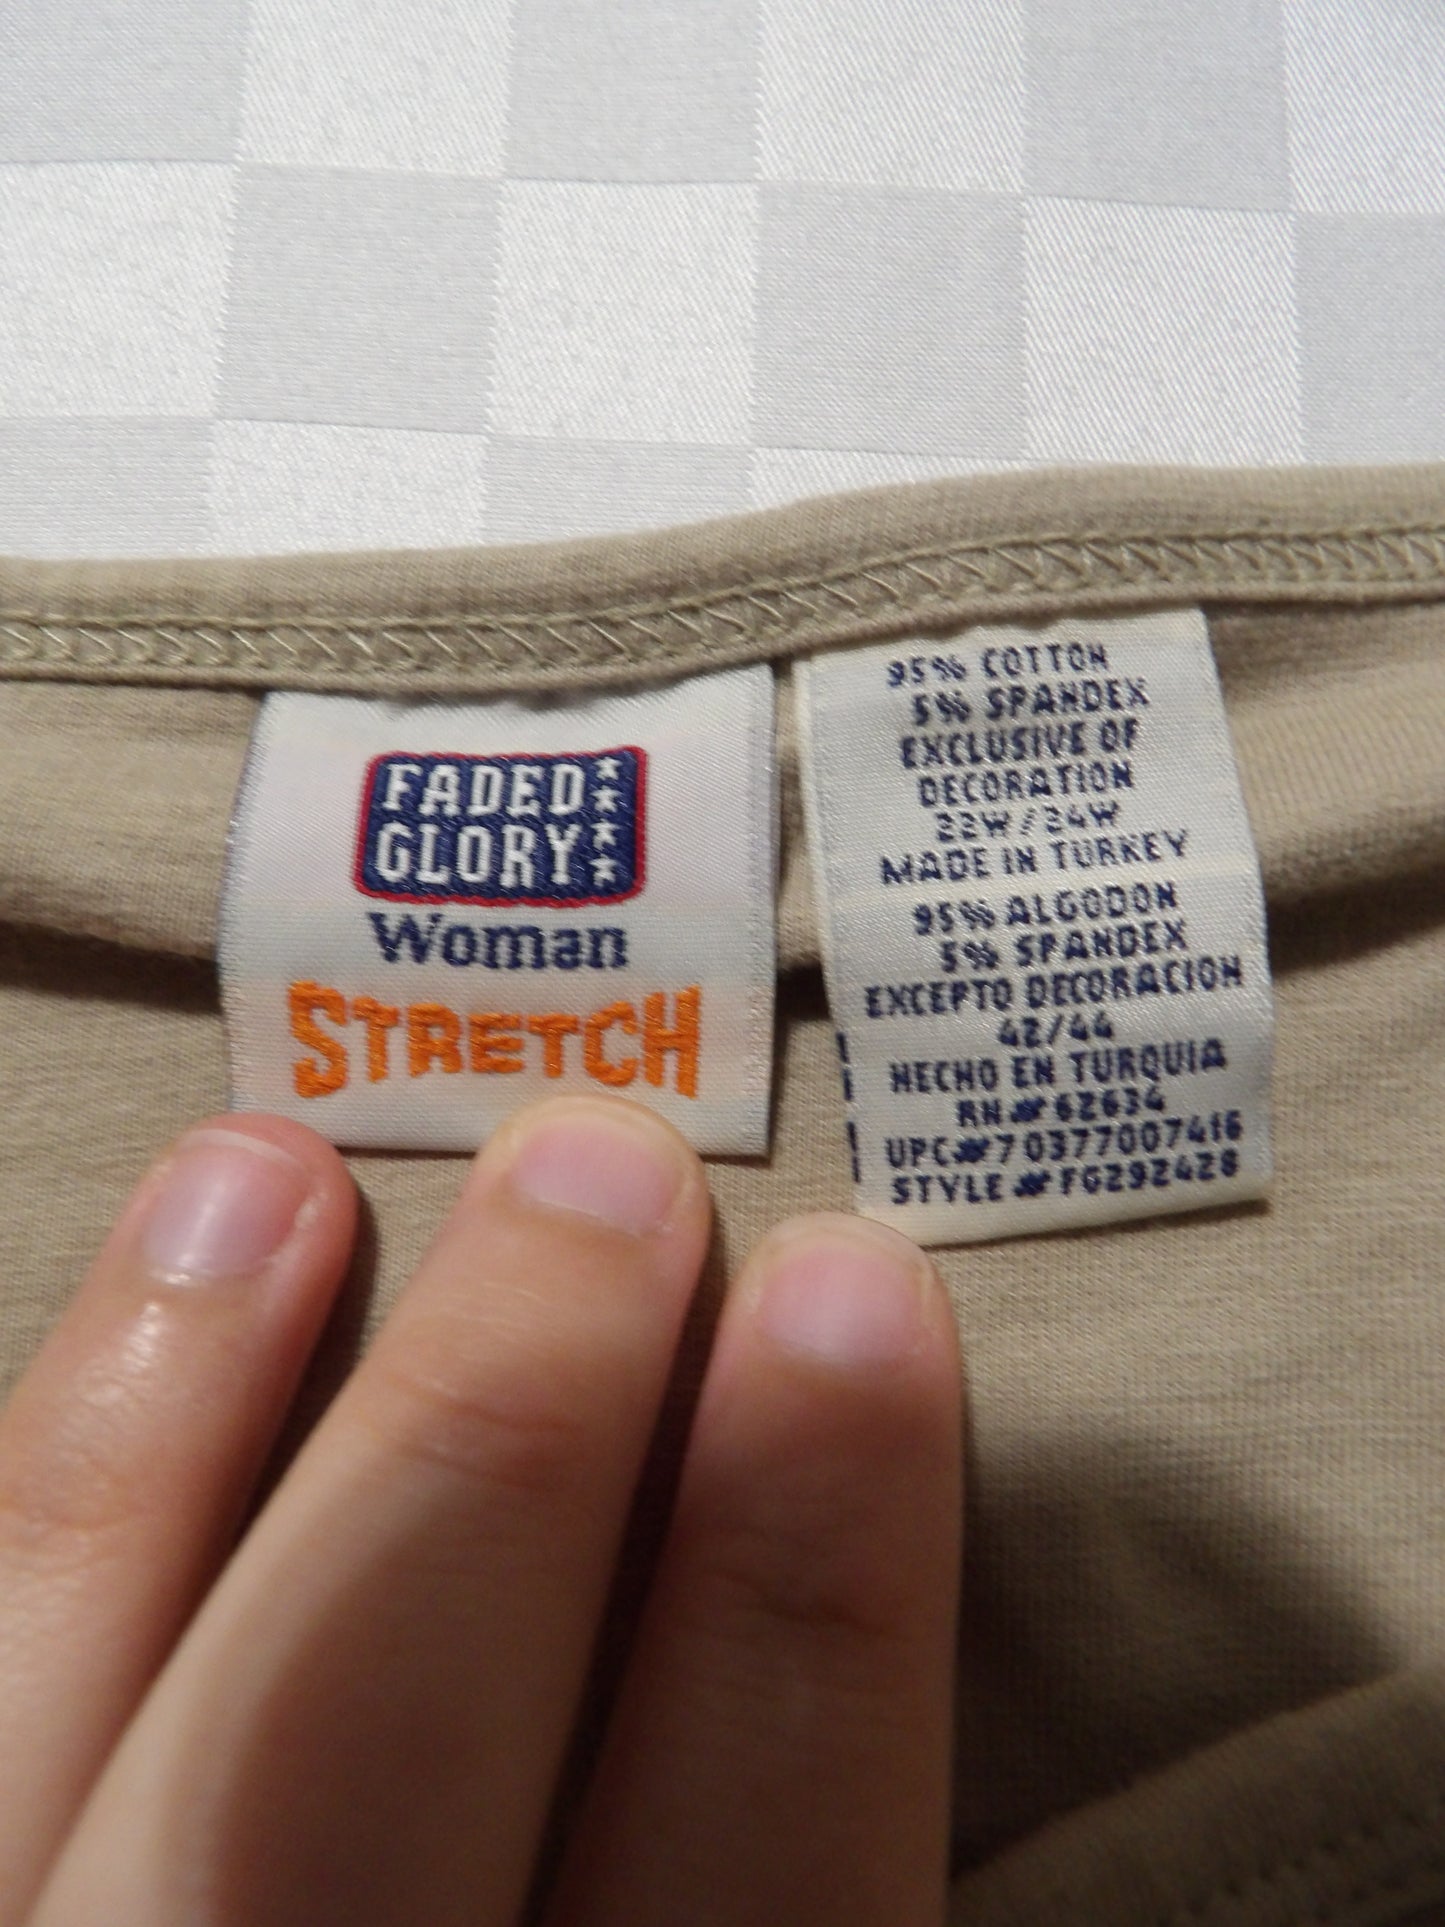 FADED
GLORY
Woman
STRETCH
95% COTTON
5% SPANDEX
EXCLUSIVE OF
DECORATION
22W/24W
MADE IN TURKEY
95% ALGODON
5% SPANDEX
EXCEPTO DECORACION
42/44
HECHO EN TURQUIA
RN#62634
UPC#70377007416
STYLE#FG292428